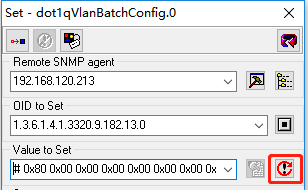 Set - dot1qVlanBatchConfig.0
Remote SNMP agent
192.168.120.213
OID to Set
1.3.6.1.4.1.3320.9.182.13.0
Value to Set
# 0x80 0x00 0x00 0x00 0x00 0x00 0x00 0x